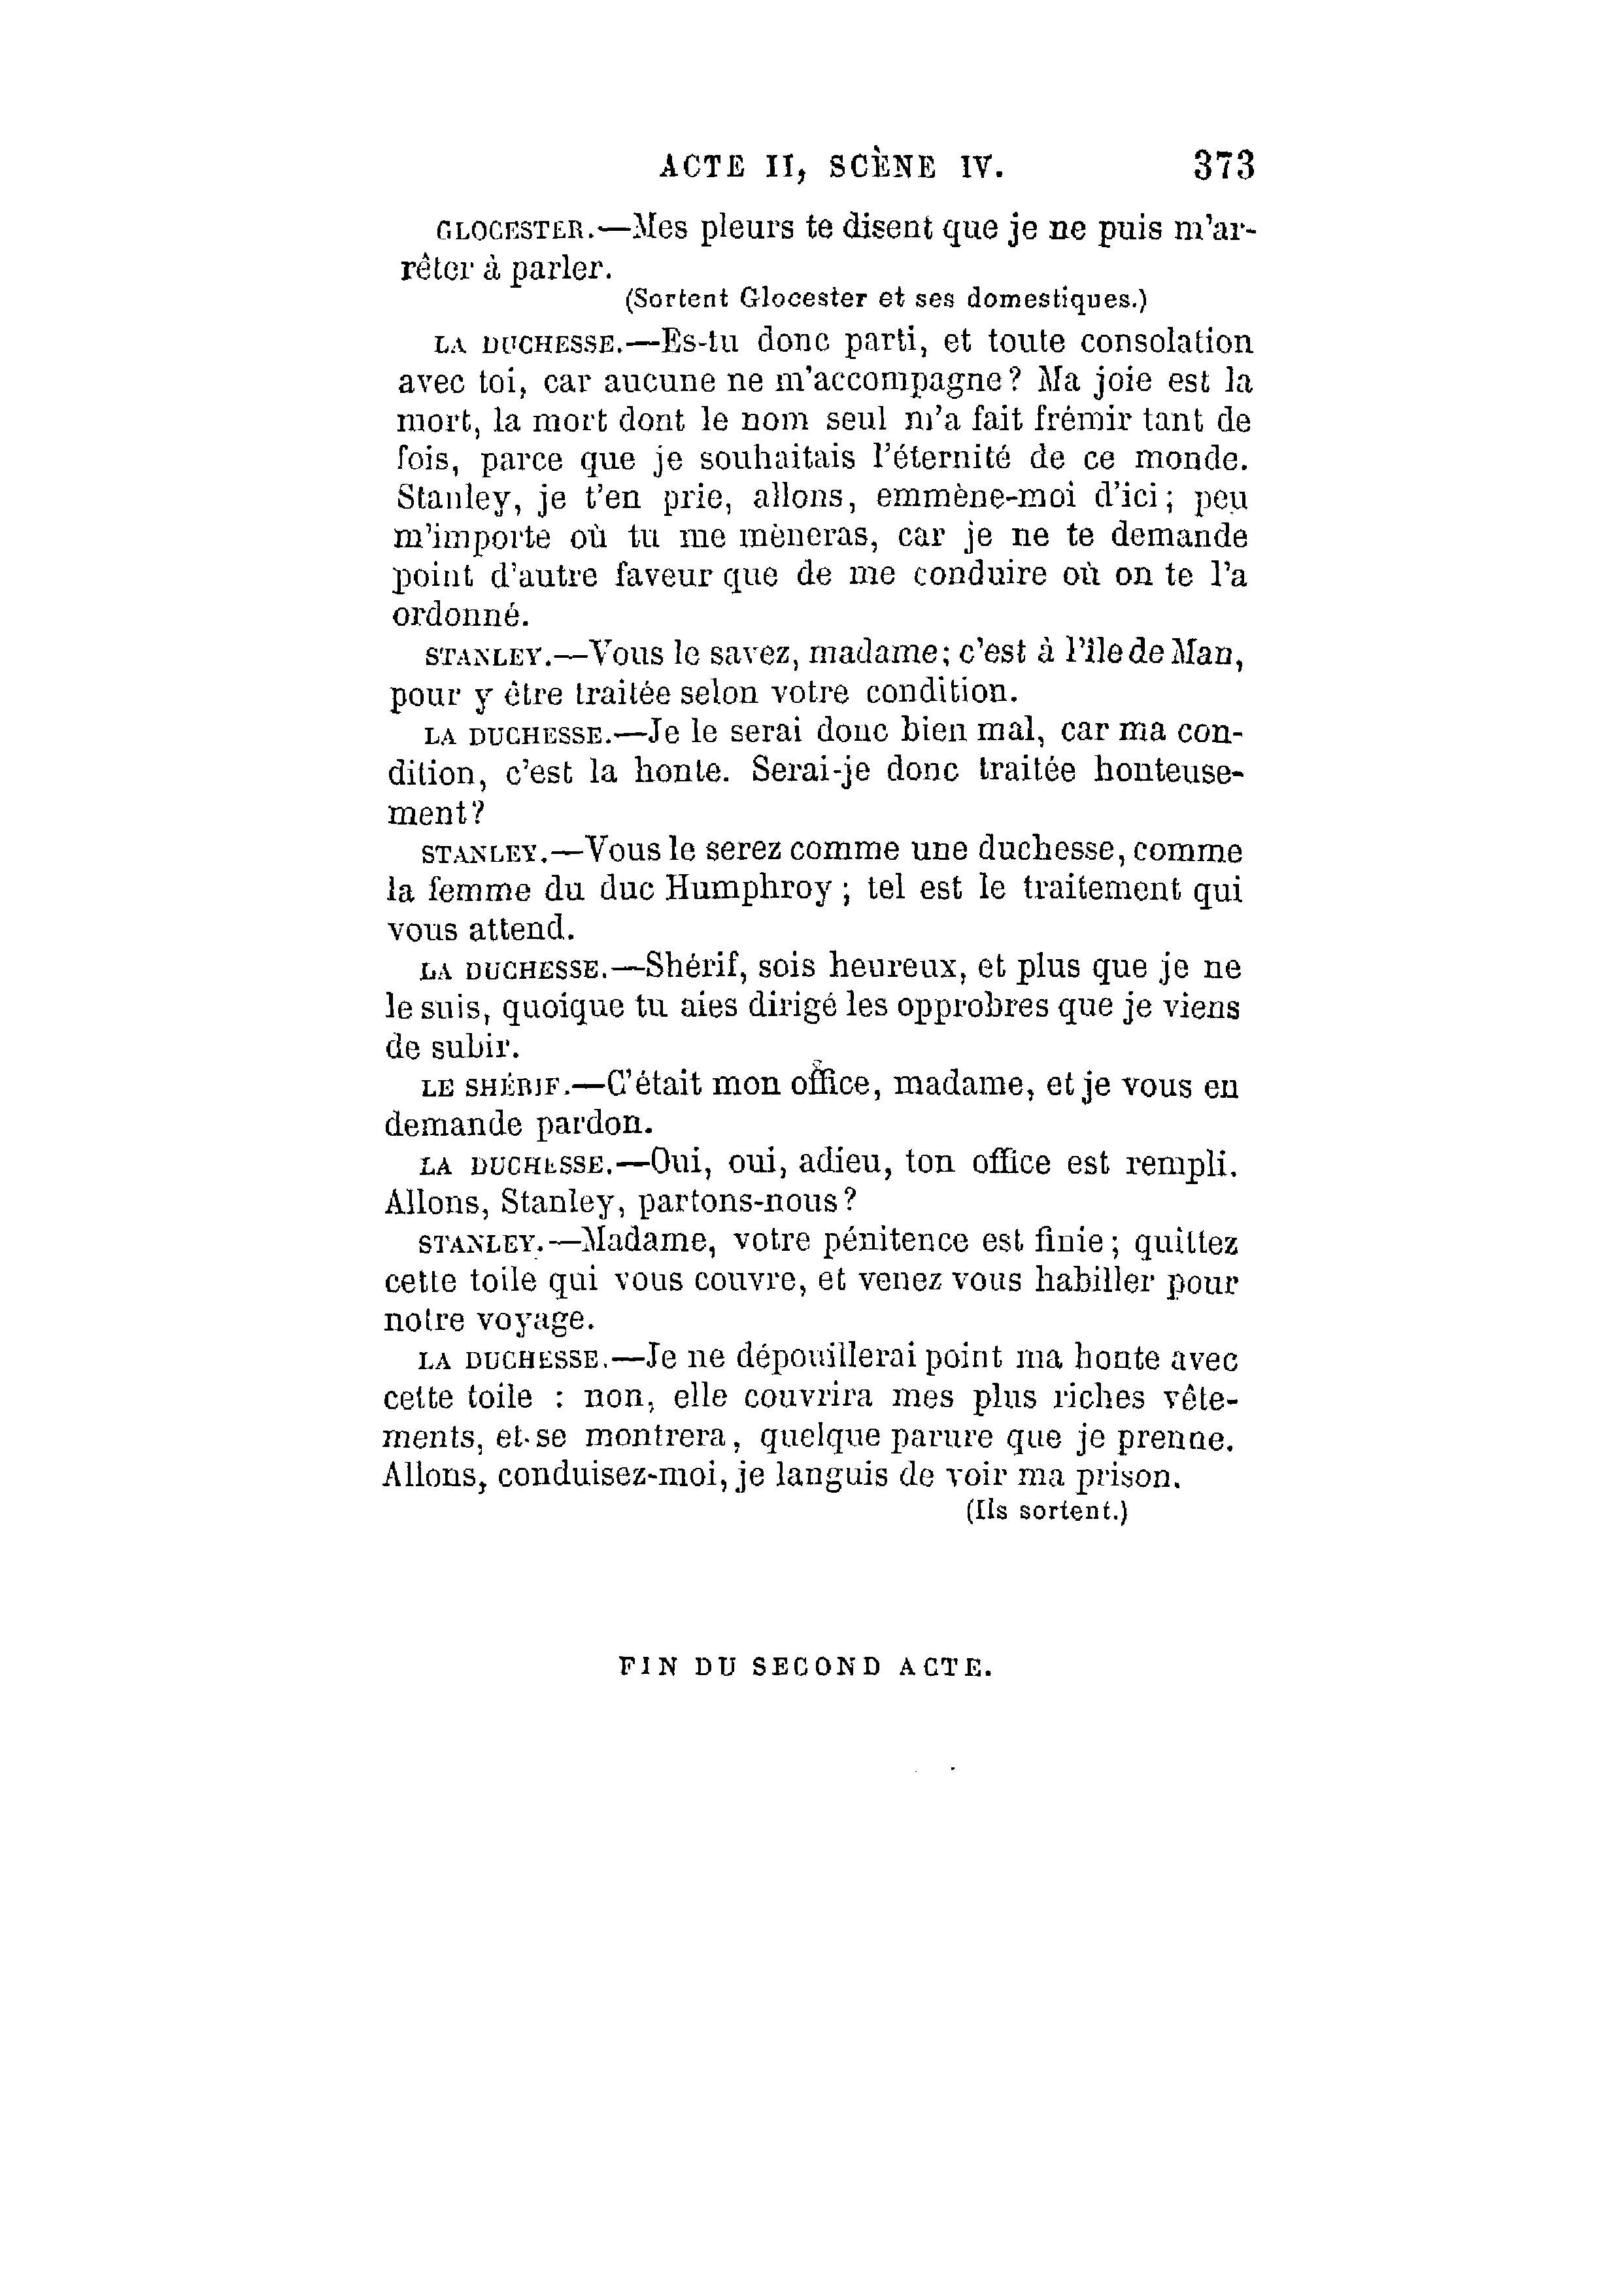 ACTE II, SCÈNE IV. 373
GLOCESTER.—Mes pleurs te disent que je ne puis m'ar-
rêter à parler.
(Sortent Glocester et ses domestiques.)
LA DUCHESSE.—Es-tu donc parti, et toute consolation
avec toi, car aucune ne m'accompagne? Ma joie est la
mort, la mort dont le nom seul m'a fait frémir tant de
fois, parce que je souhaitais l'éternité de ce monde.
Stanley, je t'en prie, allons, emmène-moi d'ici; peu
m'importe où tu me mèneras, car je ne te demande
point d'autre faveur que de me conduire où on te l'a
ordonné.
STANLEY.—Vous le savez, madame; c'est à l'île de Man,
pour y être traitée selon votre condition.
LA DUCHESSE.—Je le serai donc bien mal, car ma con-
dition, c'est la honte. Serai-je donc traitée honteuse-
ment?
STANLEY.—Vous le serez comme une duchesse, comme
la femme du duc Humphroy; tel est le traitement qui
vous attend.
LA DUCHESSE.—Shérif, sois heureux, et plus que je ne
le suis, quoique tu aies dirigé les opprobres que je viens
de subir.
LE SHÉRIF.—C'était mon office, madame, et je vous en
demande pardon.
LA DUCHESSE.—Oui, oui, adieu, ton office est rempli.
Allons, Stanley, partons-nous?
STANLEY.—Madame, votre pénitence est finie; quittez
cette toile qui vous couvre, et venez vous habiller pour
notre voyage.
LA DUCHESSE.—Je ne dépouillerai point ma honte avec
cette toile : non, elle couvrira mes plus riches vête-
ments, et se montrera, quelque parure que je prenne.
Allons, conduisez-moi, je languis de voir ma prison.
(Ils sortent.)
FIN DU SECOND ACTE.